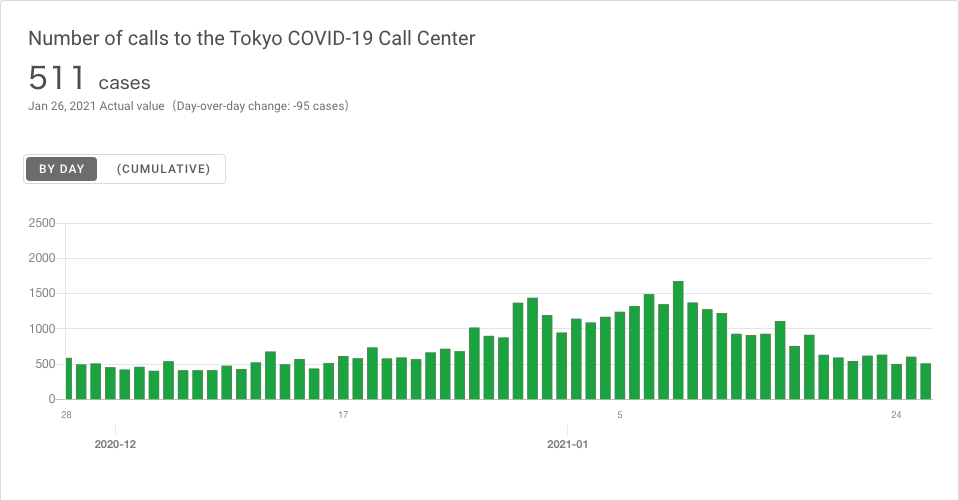 Number of calls to the Tokyo COVID-19 Call Center
511 cases
Jan 26, 2021 Actual value（Day-over-day change: -95 cases）
BY DAY (CUMULATIVE)
2500
2000
1500
1000
500
0
28 17 5 24
2020-12 2021-01